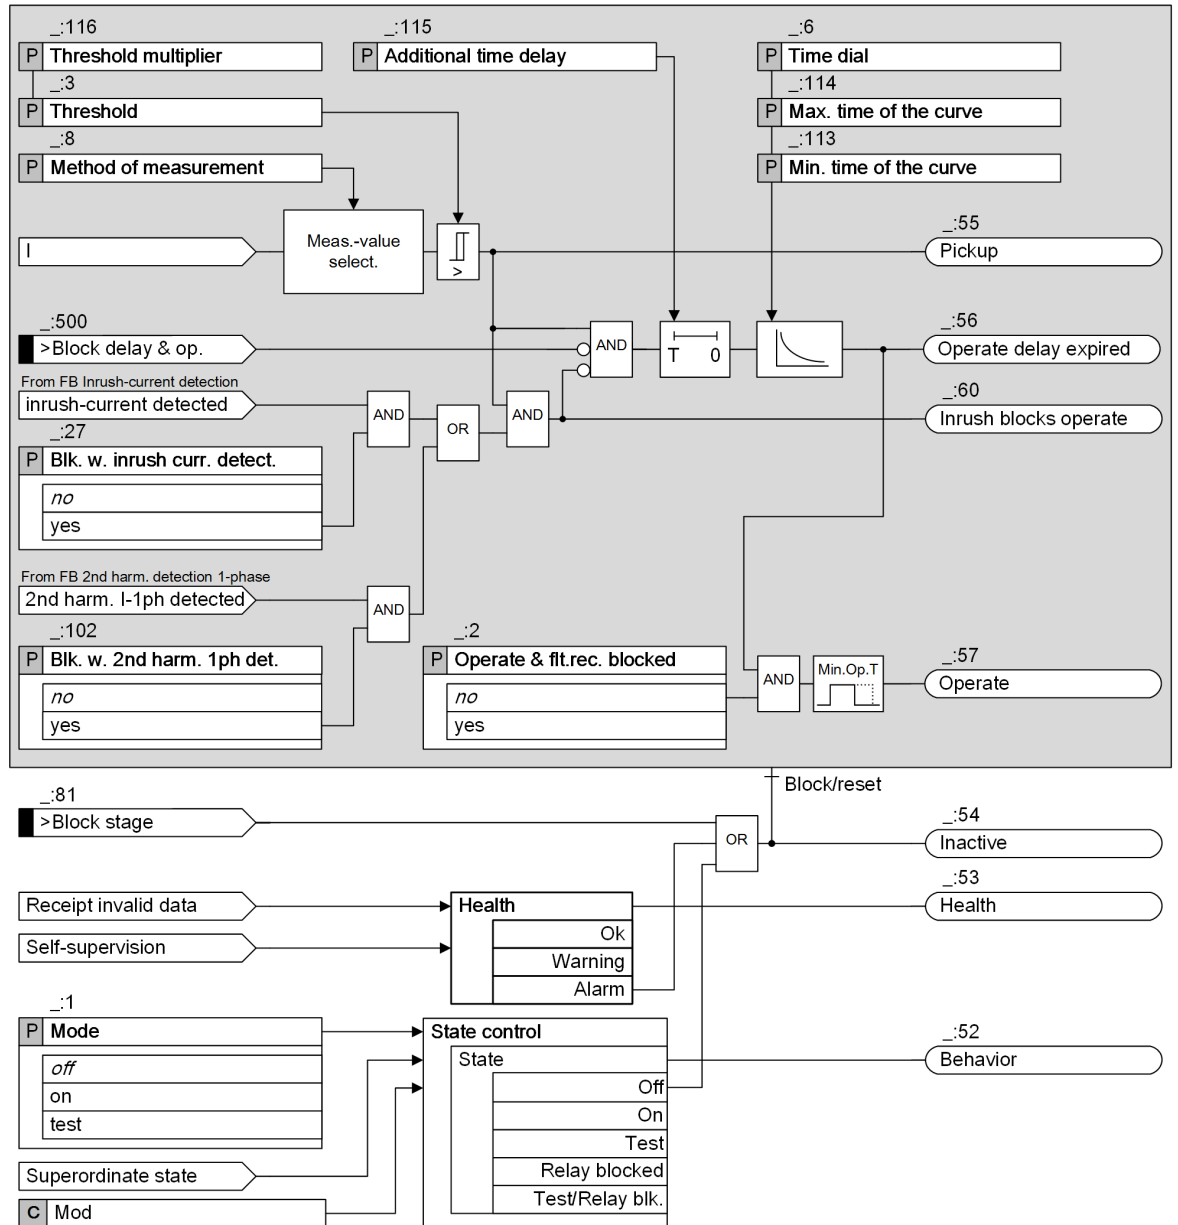 _:116
_:115
_:6
P Threshold multiplier
P Additional time delay
P Time dial
_:3
_:114
P Threshold
P Max. time of the curve
_:8
_:113
P Method of measurement
P Min. time of the curve
Meas.-value
select.
_:55
I
>
Pickup
_:500
_:56
>Block delay & op.
AND
T 0
Operate delay expired
From FB Inrush-current detection
_:60
inrush-current detected
AND
OR
AND
Inrush blocks operate
_:27
P Blk. w. inrush curr. detect.
no
yes
From FB 2nd harm. detection 1-phase
2nd harm. I-1ph detected
AND
_:102
_:2
_:57
P Blk. w. 2nd harm. 1ph det.
P Operate & flt.rec. blocked
AND
Min.Op.T
Operate
no
no
yes
yes
Block/reset
_:81
_:54
>Block stage
OR
Inactive
_:53
Receipt invalid data
Health
Health
Ok
Self-supervision
Warning
Alarm
_:1
_:52
P Mode
State control
off
State
Behavior
on
Off
test
On
Test
Superordinate state
Relay blocked
Test/Relay blk.
C Mod